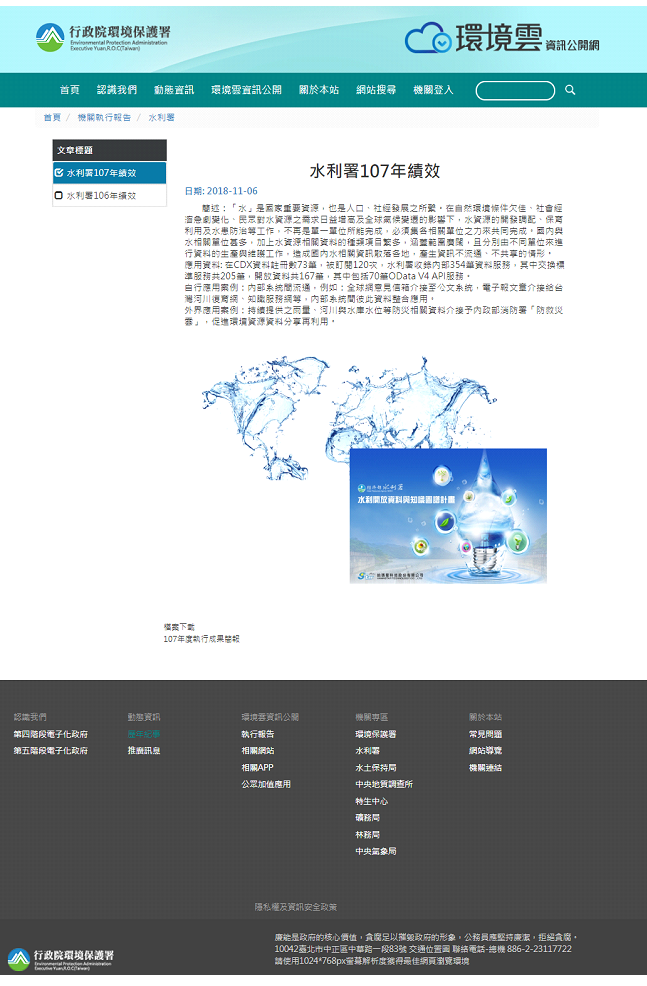 行政院環境保護署
Environmental Protection Administration
Executive Yuan,R.O.C(Taiwan)
環境雲 資訊公開網
首頁 認識我們 動態資訊 環境雲資訊公開 關於本站 網站搜尋 機關登入
首頁 / 機關執行報告 / 水利署
文章標題
水利署107年績效
水利署106年績效
水利署107年績效
日期: 2018-11-06
簡述：「水」是國家重要資源，也是人口、社經發展之所繫。在自然環境條件欠佳、社會經
濟急劇變化、民眾對水資源之需求日益增高及全球氣候變遷的影響下，水資源的開發調配、保育
利用及水患防治等工作，不再是單一單位所能完成，必須集各相關單位之力來共同完成。國內與
水相關單位甚多，加上水資源相關資料的種類項目繁多，涵蓋範圍廣闊，且分別由不同單位來進
行資料的生產與維護工作，造成國內水相關資訊散落各地，產生資訊不流通、不共享的情形。
應用資料: 在CDX資料註冊數73筆，被訂閱120次，水利署收錄內部354筆資料服務，其中交換標
準服務共205筆，開放資料共167筆，其中包括70筆OData V4 API服務。
自行應用案例：內部系統間流通，例如：全球網意見信箱介接至公文系統，電子報文章介接給台
灣河川復育網、知識服務網等，內部系統間彼此資料整合應用。
外界應用案例：持續提供之雨量、河川與水庫水位等防災相關資料介接予內政部消防署「防救災
雲」，促進環境資源資料分享再利用。
經濟部水利署
水利開放資料與知識圖譜計畫
檔案下載
107年度執行成果簡報
認識我們 動態資訊 環境雲資訊公開 機關專區 關於本站
第四階段電子化政府 歷年紀事 執行報告 環境保護署 常見問題
第五階段電子化政府 推廣訊息 相關網站 水利署 網站導覽
相關APP 水土保持局 機關連結
公眾加值應用 中央地質調查所
特生中心
礦務局
林務局
中央氣象局
隱私權及資訊安全政策
廉能是政府的核心價值，貪腐足以摧毀政府的形象，公務員應堅持廉潔，拒絕貪腐。
行政院環境保護署
Environmental Protection Administration
Executive Yuan,R.O.C(Taiwan)
10042臺北市中正區中華路一段83號 交通位置圖 聯絡電話-總機 886-2-23117722
請使用1024*768px螢幕解析度獲得最佳網頁瀏覽環境